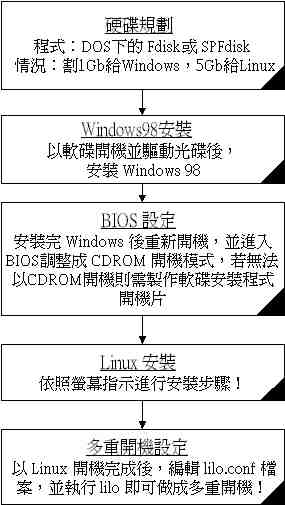 硬碟規劃
程式：DOS下的 Fdisk或 SPFdisk
情況：割1Gb給Windows，5Gb給Linux
Windows98安裝
以軟碟開機並驅動光碟後，
安裝 Windows 98
BIOS 設定
安裝完 Windows 後重新開機，並進入
BIOS調整成 CDROM 開機模式，若無法
以CDROM開機則需製作軟碟安裝程式
開機片
Linux 安裝
依照螢幕指示進行安裝步驟！
多重開機設定
以 Linux 開機完成後，編輯 lilo.conf 檔
案，並執行 lilo 即可做成多重開機！